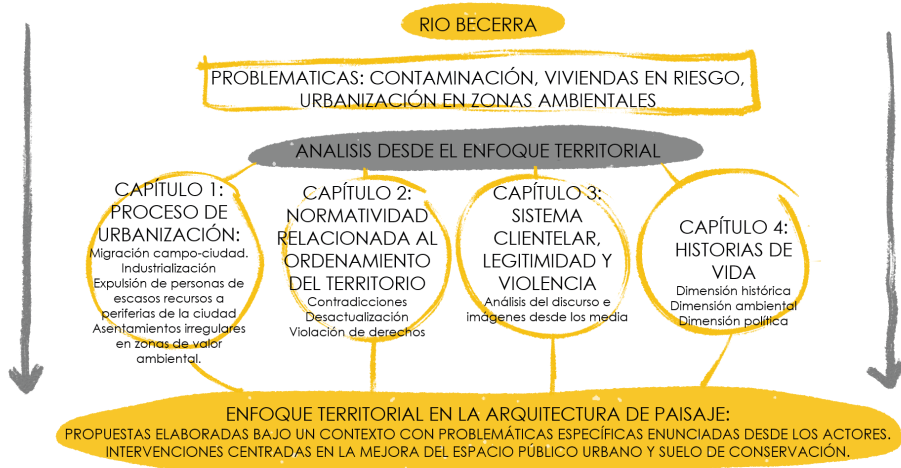 RIO BECERRA
PROBLEMATICAS: CONTAMINACIÓN, VIVIENDAS EN RIESGO,
URBANIZACIÓN EN ZONAS AMBIENTALES
ANALISIS DESDE EL ENFOQUE TERRITORIAL
CAPÍTULO 1:
PROCESO DE
URBANIZACIÓN:
Migración campo-ciudad.
Industrialización
Expulsión de personas de
escasos recursos a
periferias de la ciudad
Asentamientos irregulares
en zonas de valor
ambiental.
CAPÍTULO 2:
NORMATIVIDAD
RELACIONADA AL
ORDENAMIENTO
DEL TERRITORIO
Contradicciones
Desactualización
Violación de derechos
CAPÍTULO 3:
SISTEMA
CLIENTELAR,
LEGITIMIDAD Y
VIOLENCIA
Análisis del discurso e
imágenes desde los media
CAPÍTULO 4:
HISTORIAS DE
VIDA
Dimensión histórica
Dimensión ambiental
Dimensión política
ENFOQUE TERRITORIAL EN LA ARQUITECTURA DE PAISAJE:
PROPUESTAS ELABORADAS BAJO UN CONTEXTO CON PROBLEMÁTICAS ESPECÍFICAS ENUNCIADAS DESDE LOS ACTORES.
INTERVENCIONES CENTRADAS EN LA MEJORA DEL ESPACIO PÚBLICO URBANO Y SUELO DE CONSERVACIÓN.